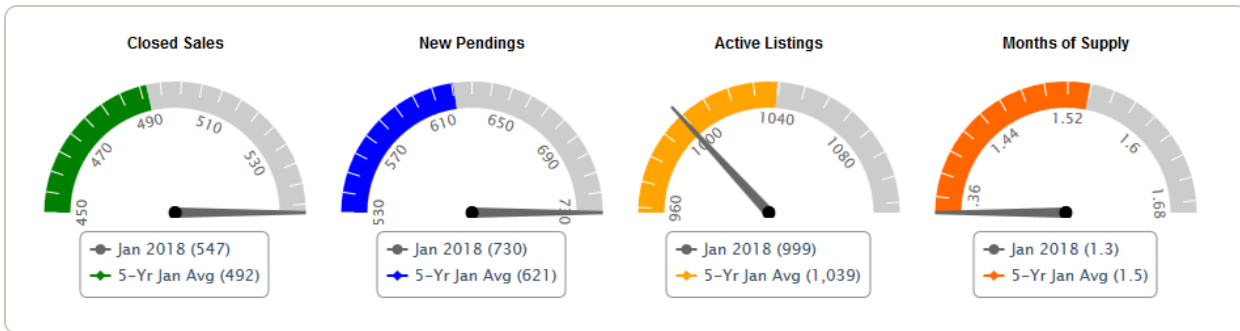 Closed Sales
450
470
490
510
530
Jan 2018 (547)
5-Yr Jan Avg (492)
New Pendings
530
570
610
650
690
730
Jan 2018 (730)
5-Yr Jan Avg (621)
Active Listings
960
1000
1040
1080
Jan 2018 (999)
5-Yr Jan Avg (1,039)
Months of Supply
.36
1.44
1.52
1.6
1.68
Jan 2018 (1.3)
5-Yr Jan Avg (1.5)